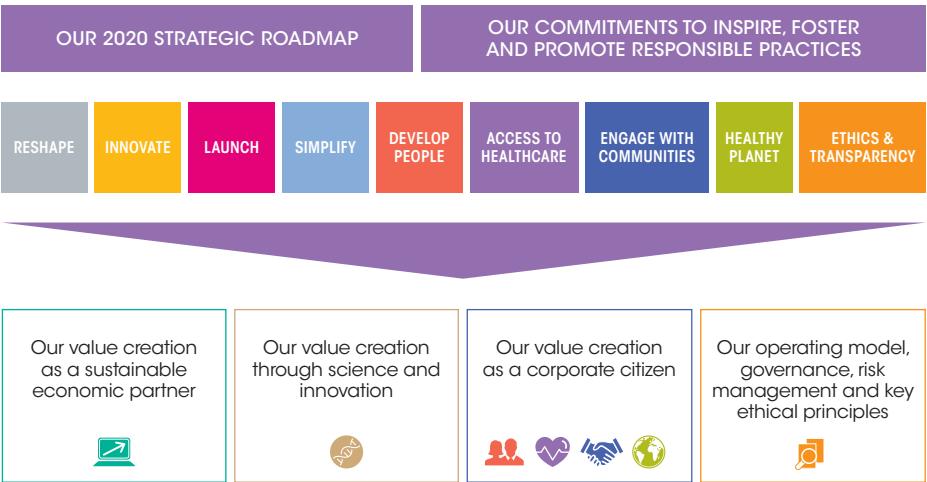 OUR 2020 STRATEGIC ROADMAP
OUR COMMITMENTS TO INSPIRE, FOSTER
AND PROMOTE RESPONSIBLE PRACTICES
RESHAPE
INNOVATE
LAUNCH
SIMPLIFY
DEVELOP
PEOPLE
ACCESS TO
HEALTHCARE
ENGAGE WITH
COMMUNITIES
HEALTHY
PLANET
ETHICS &
TRANSPARENCY
Our value creation
as a sustainable
economic partner
Our value creation
through science and
innovation
Our value creation
as a corporate citizen
Our operating model,
governance, risk
management and key
ethical principles